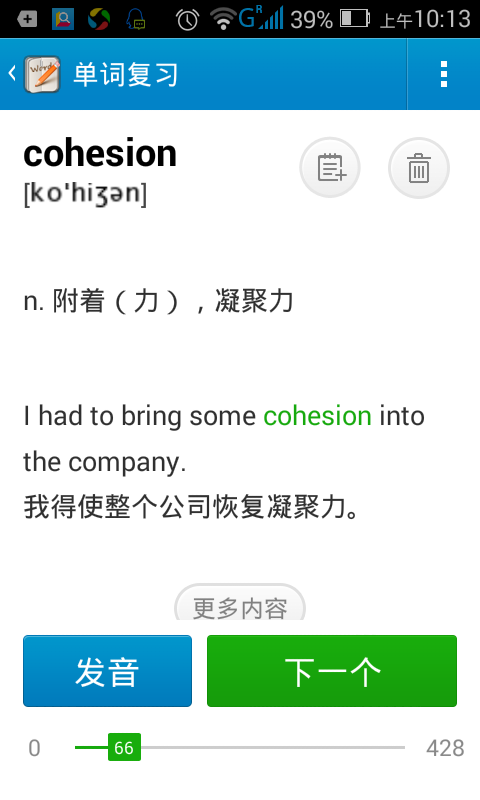 GR 39% 上午10:13
Words 单词复习
cohesion
[ko'hiʒən]
n. 附着（力），凝聚力
I had to bring some cohesion into
the company.
我得使整个公司恢复凝聚力。
更多内容
发音 下一个
0 66 428